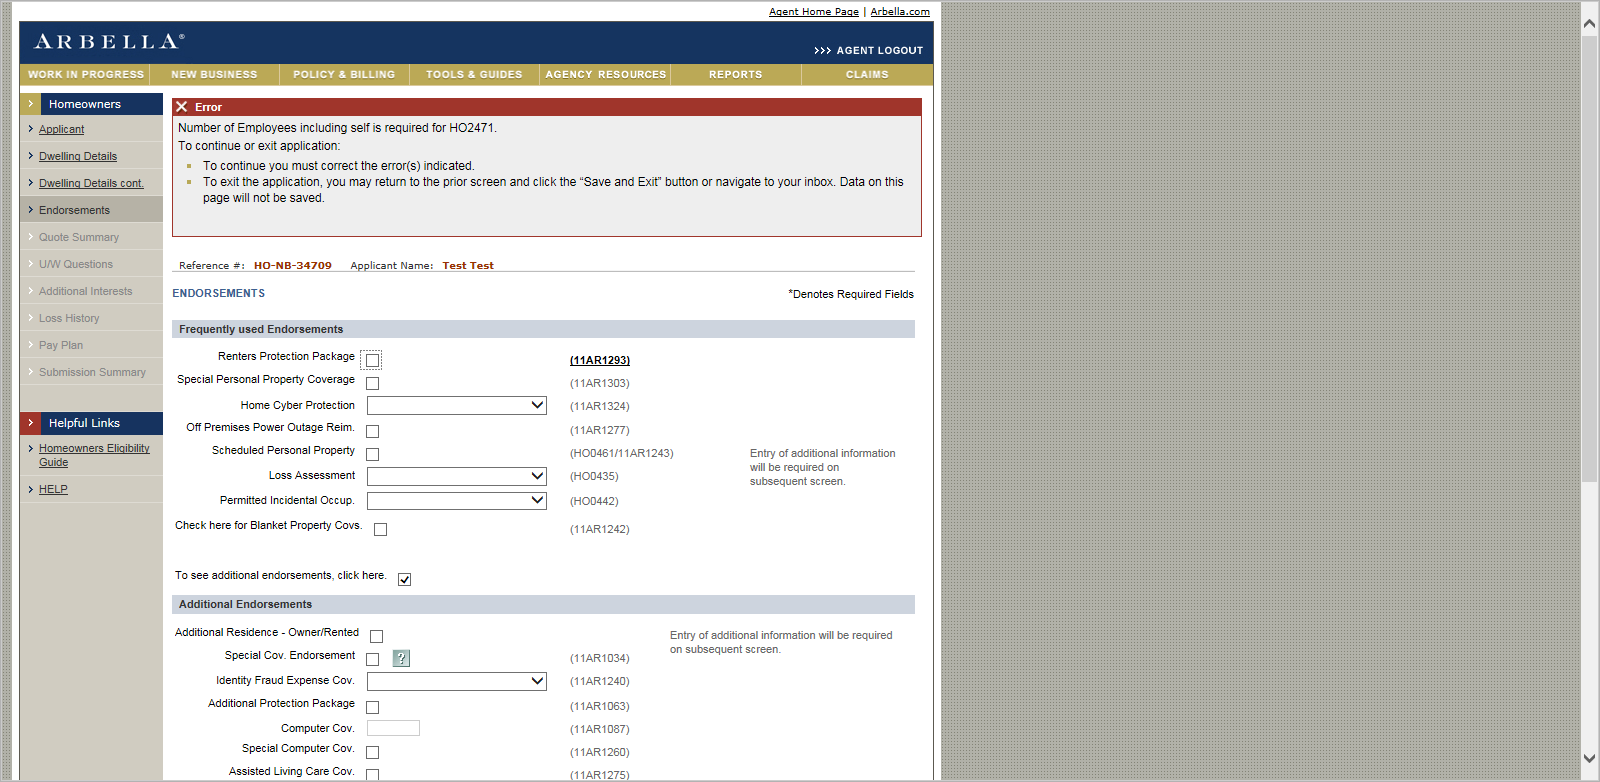 Agent Home Page | Arbella.com
ARBELLA®
>>> AGENT LOGOUT
WORK IN PROGRESS NEW BUSINESS POLICY & BILLING TOOLS & GUIDES AGENCY RESOURCES REPORTS CLAIMS
Homeowners
Applicant
Dwelling Details
Dwelling Details cont.
Endorsements
Quote Summary
U/W Questions
Additional Interests
Loss History
Pay Plan
Submission Summary
Helpful Links
Homeowners Eligibility
Guide
HELP
Error
Number of Employees including self is required for HO2471.
To continue or exit application:
To continue you must correct the error(s) indicated.
To exit the application, you may return to the prior screen and click the “Save and Exit” button or navigate to your inbox. Data on this
page will not be saved.
Reference #: HO-NB-34709 Applicant Name: Test Test
ENDORSEMENTS
*Denotes Required Fields
Frequently used Endorsements
Renters Protection Package (11AR1293)
Special Personal Property Coverage (11AR1303)
Home Cyber Protection (11AR1324)
Off Premises Power Outage Reim. (11AR1277)
Scheduled Personal Property (HO0461/11AR1243)
Entry of additional information
will be required on
subsequent screen.
Loss Assessment (HO0435)
Permitted Incidental Occup. (HO0442)
Check here for Blanket Property Covs. (11AR1242)
To see additional endorsements, click here.
Additional Endorsements
Additional Residence - Owner/Rented
Entry of additional information will be required
on subsequent screen.
Special Cov. Endorsement ? (11AR1034)
Identity Fraud Expense Cov. (11AR1240)
Additional Protection Package (11AR1063)
Computer Cov. (11AR1087)
Special Computer Cov. (11AR1260)
Assisted Living Care Cov. (11AR1275)